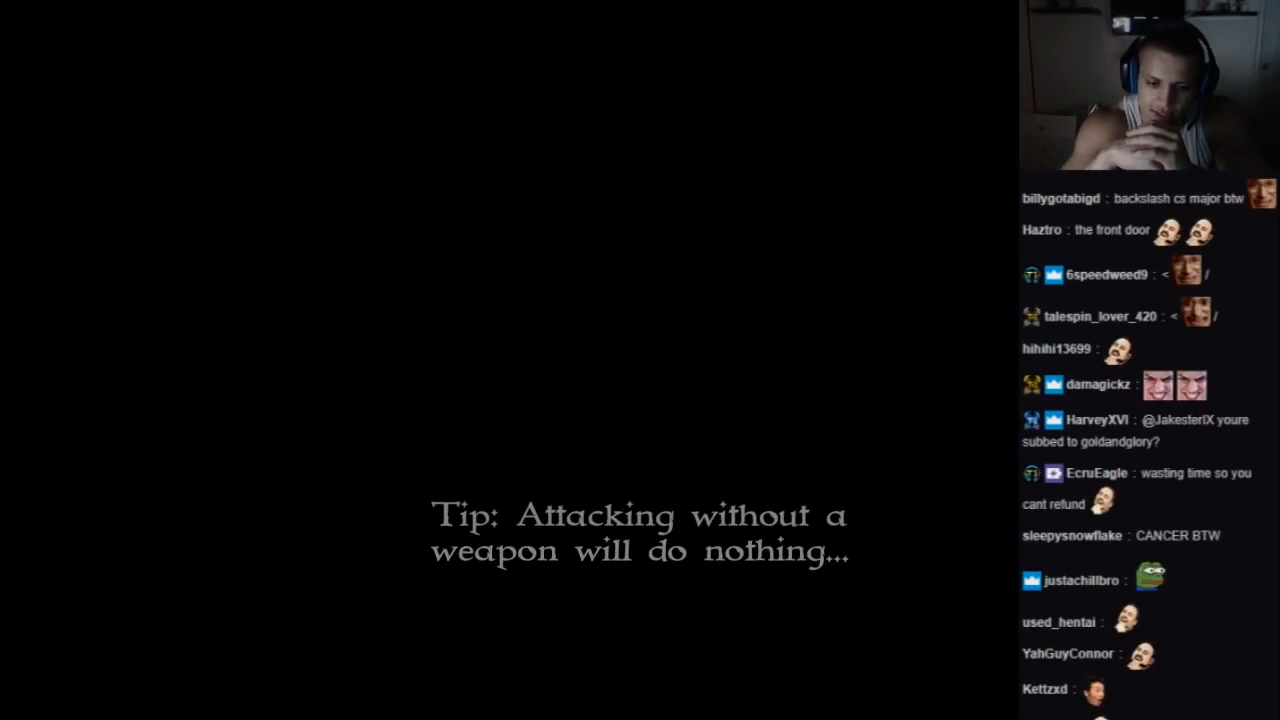 billygotabigd : backslash cs major btw
Haztro : the front door
6speedweed9 : < /
talespin_lover_420 : < /
hihihi13699 :
damagickz :
HarveyXVI : @JakesterIX youre
subbed to goldandglory?
EcruEagle : wasting time so you
cant refund
Tip: Attacking without a
weapon will do nothing...
sleepysnowflake : CANCER BTW
justachillbro :
used_hentai :
YahGuyConnor :
Kettzxd :